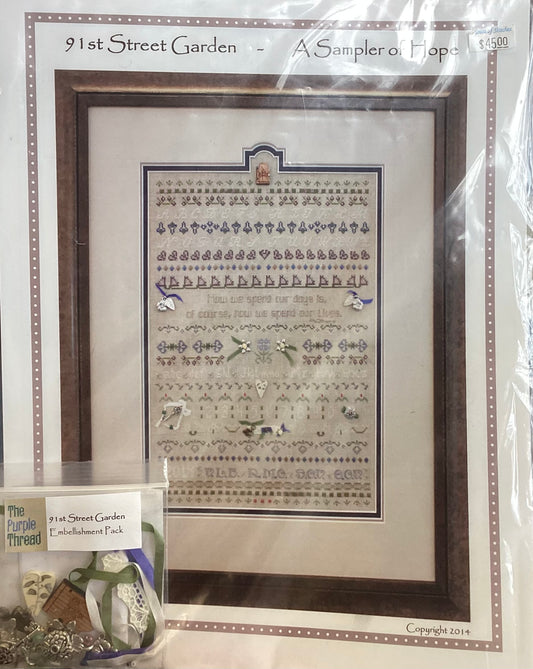 91st Street Garden - A Sampler of Hope
$45.00
How we spend our days is,
of course, how we spend our lives.
The
Purple
Thread
91st Street Garden
Embellishment Pack
Copyright 2014